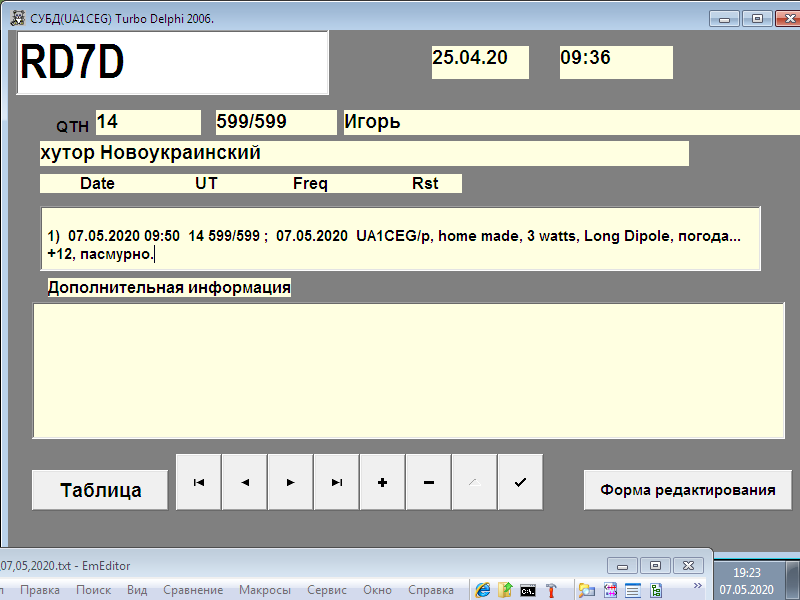 СУБД(UA1CEG) Turbo Delphi 2006.
RD7D
25.04.20 09:36
QTH 14 599/599 Игорь
хутор Новоукраинский
Date UT Freq Rst
1) 07.05.2020 09:50 14 599/599 ; 07.05.2020 UA1CEG/p, home made, 3 watts, Long Dipole, погода...
+12, пасмурно.
Дополнительная информация
Таблица
Форма редактирования
07,05,2020.txt - EmEditor
Правка Поиск Вид Сравнение Макросы Сервис Окно Справка
19:23
07.05.2020